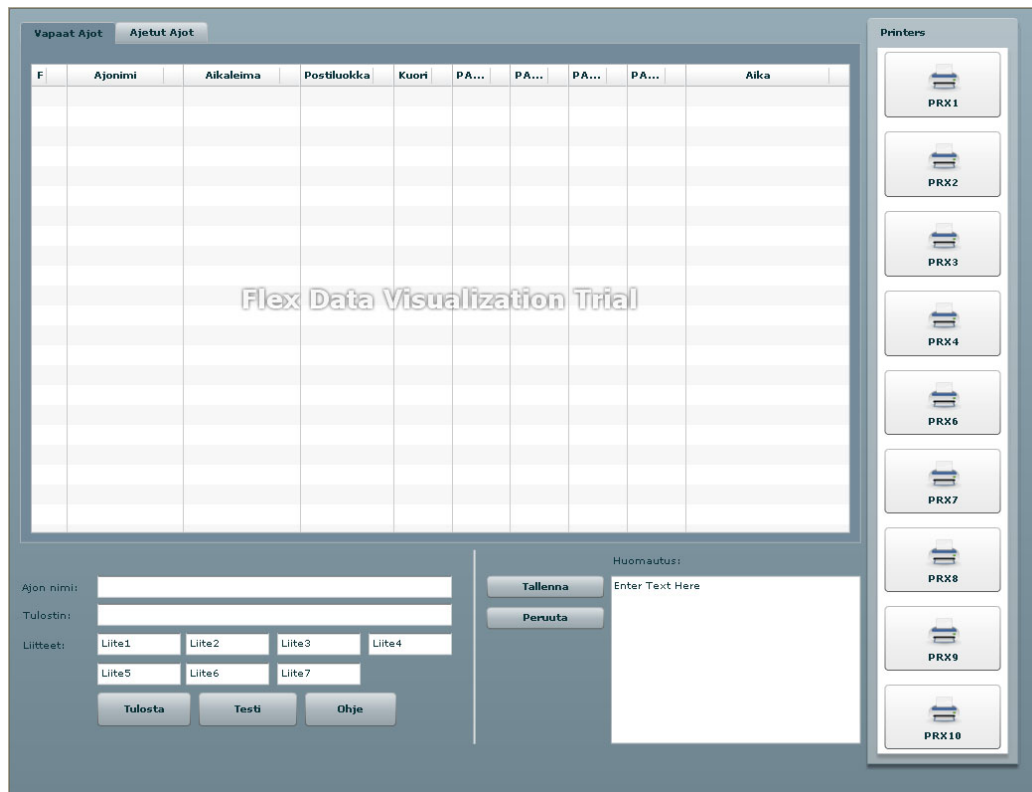 Vapaat Ajot Ajetut Ajot
F Ajonimi Aikaleima Postiluokka Kuori PA... PA... PA... PA... Aika
Flex Data Visualization Trial
Ajon nimi:
Tulostin:
Liitteet: Liite1 Liite2 Liite3 Liite4
Liite5 Liite6 Liite7
Tulosta Testi Ohje
Tallenna
Peruuta
Huomautus:
Enter Text Here
Printers
PRX1
PRX2
PRX3
PRX4
PRX6
PRX7
PRX8
PRX9
PRX10